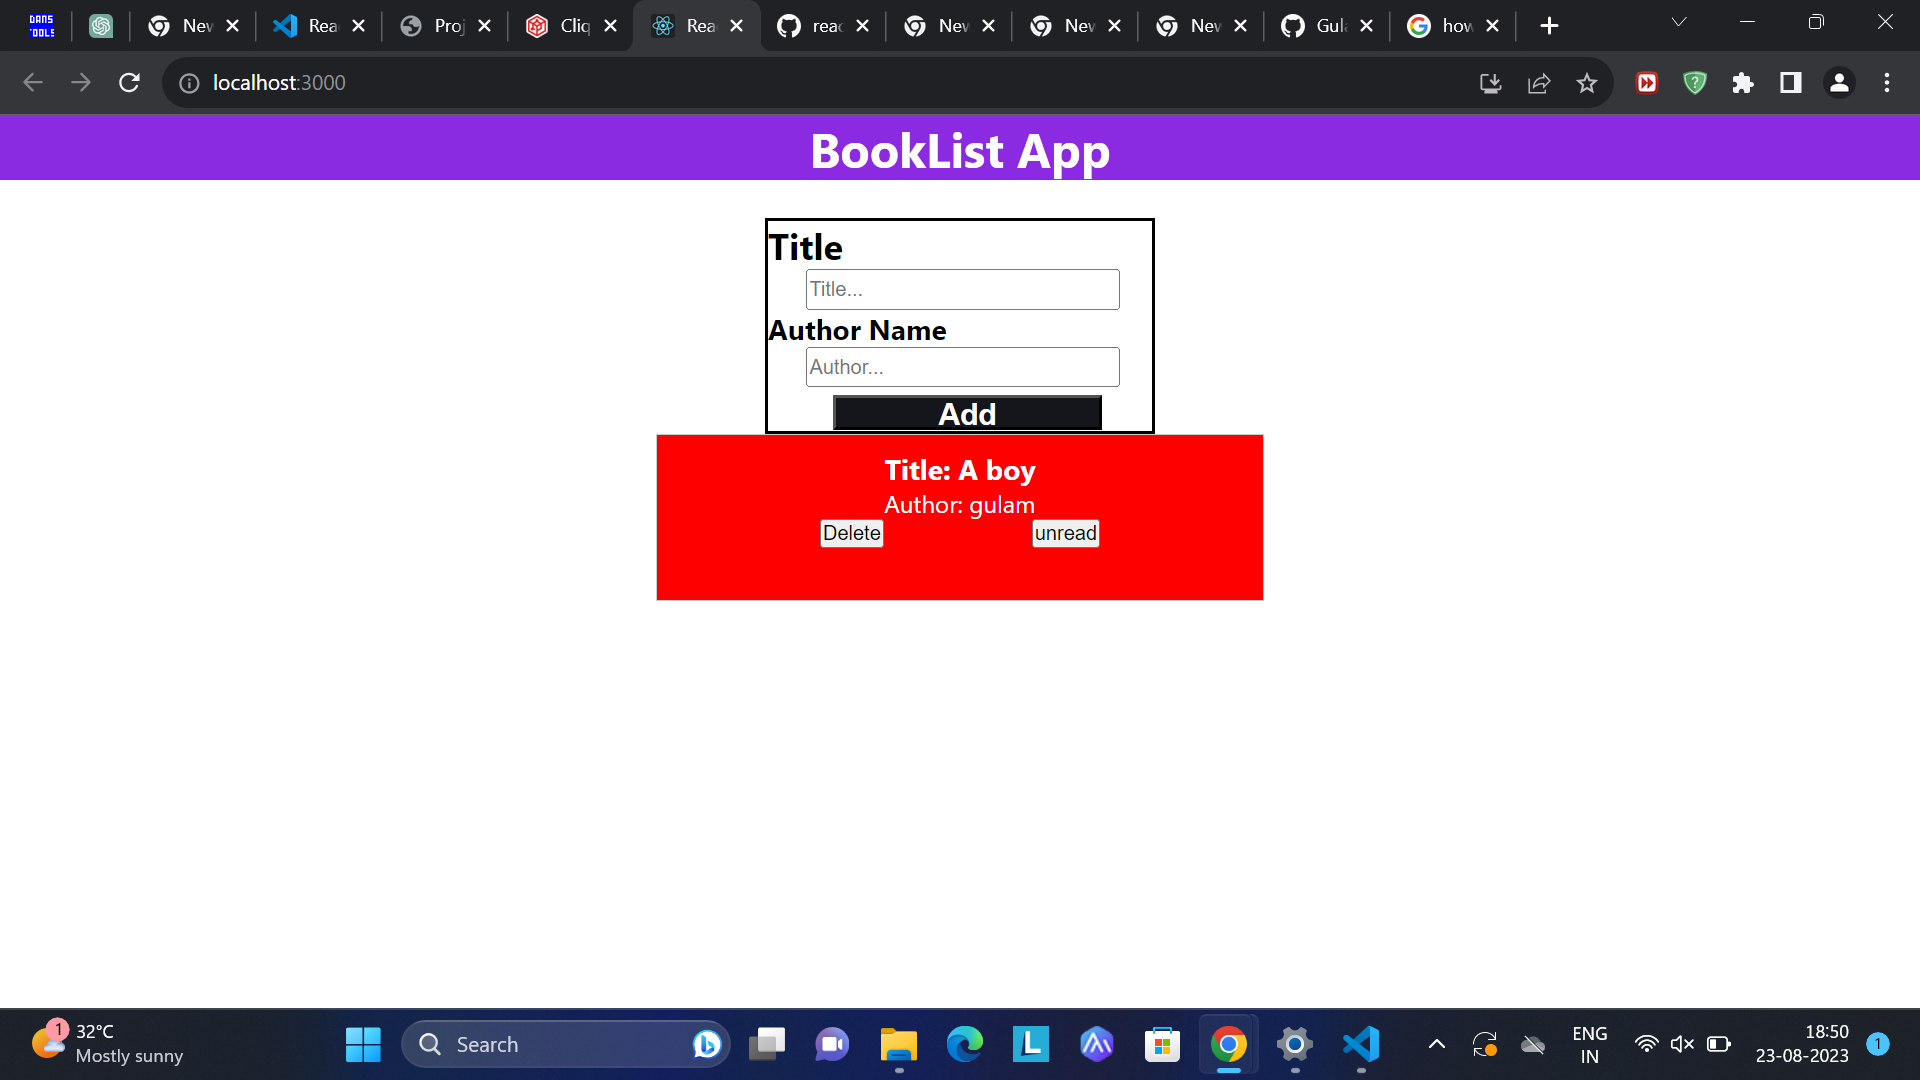 DANS TOOLS
New
Rea
Proj
Cliq
Rea
reac
New
New
New
Gula
how
localhost:3000
BookList App
Title
Title...
Author Name
Author...
Add
Title: A boy
Author: gulam
Delete unread
1
32°C
Mostly sunny
Search
L
ENG
IN
18:50
23-08-2023
1